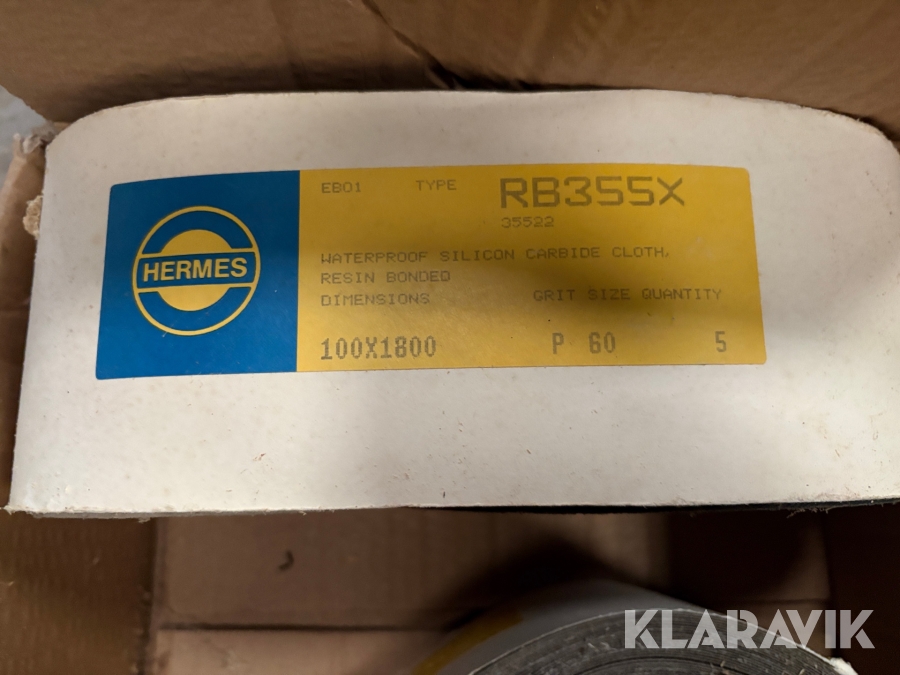 HERMES
EB01 TYPE RB355X
35522
WATERPROOF SILICON CARBIDE CLOTH,
RESIN BONDED
DIMENSIONS GRIT SIZE QUANTITY
100X1800 P 60 5
KLARAVIK